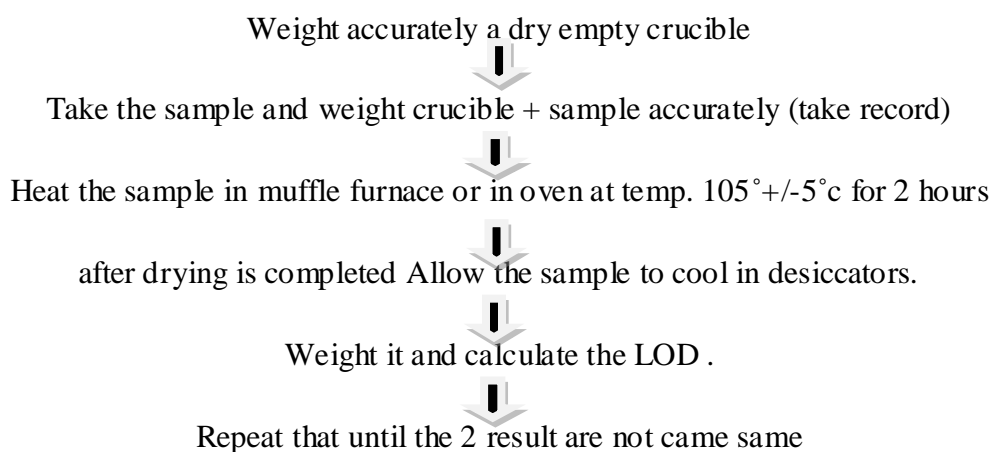 Weight accurately a dry empty crucible
Take the sample and weight crucible + sample accurately (take record)
Heat the sample in muffle furnace or in oven at temp. 105˚+/-5˚c for 2 hours
after drying is completed Allow the sample to cool in desiccators.
Weight it and calculate the LOD .
Repeat that until the 2 result are not came same